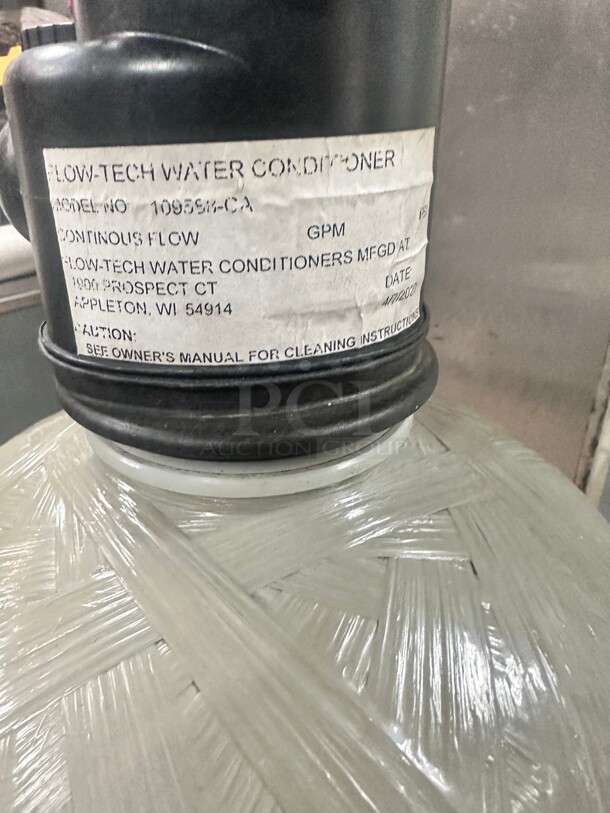 FLOW-TECH WATER CONDITIONER
MODEL NO
CONTINOUS FLOW GPM
FLOW-TECH WATER CONDITIONERS MFGD AT
PROSPECT CT DATE
APPLETON, WI 54914
CAUTION:
SEE OWNER'S MANUAL FOR CLEANING INSTRUCTIONS
PCI
AUCTION GROUP